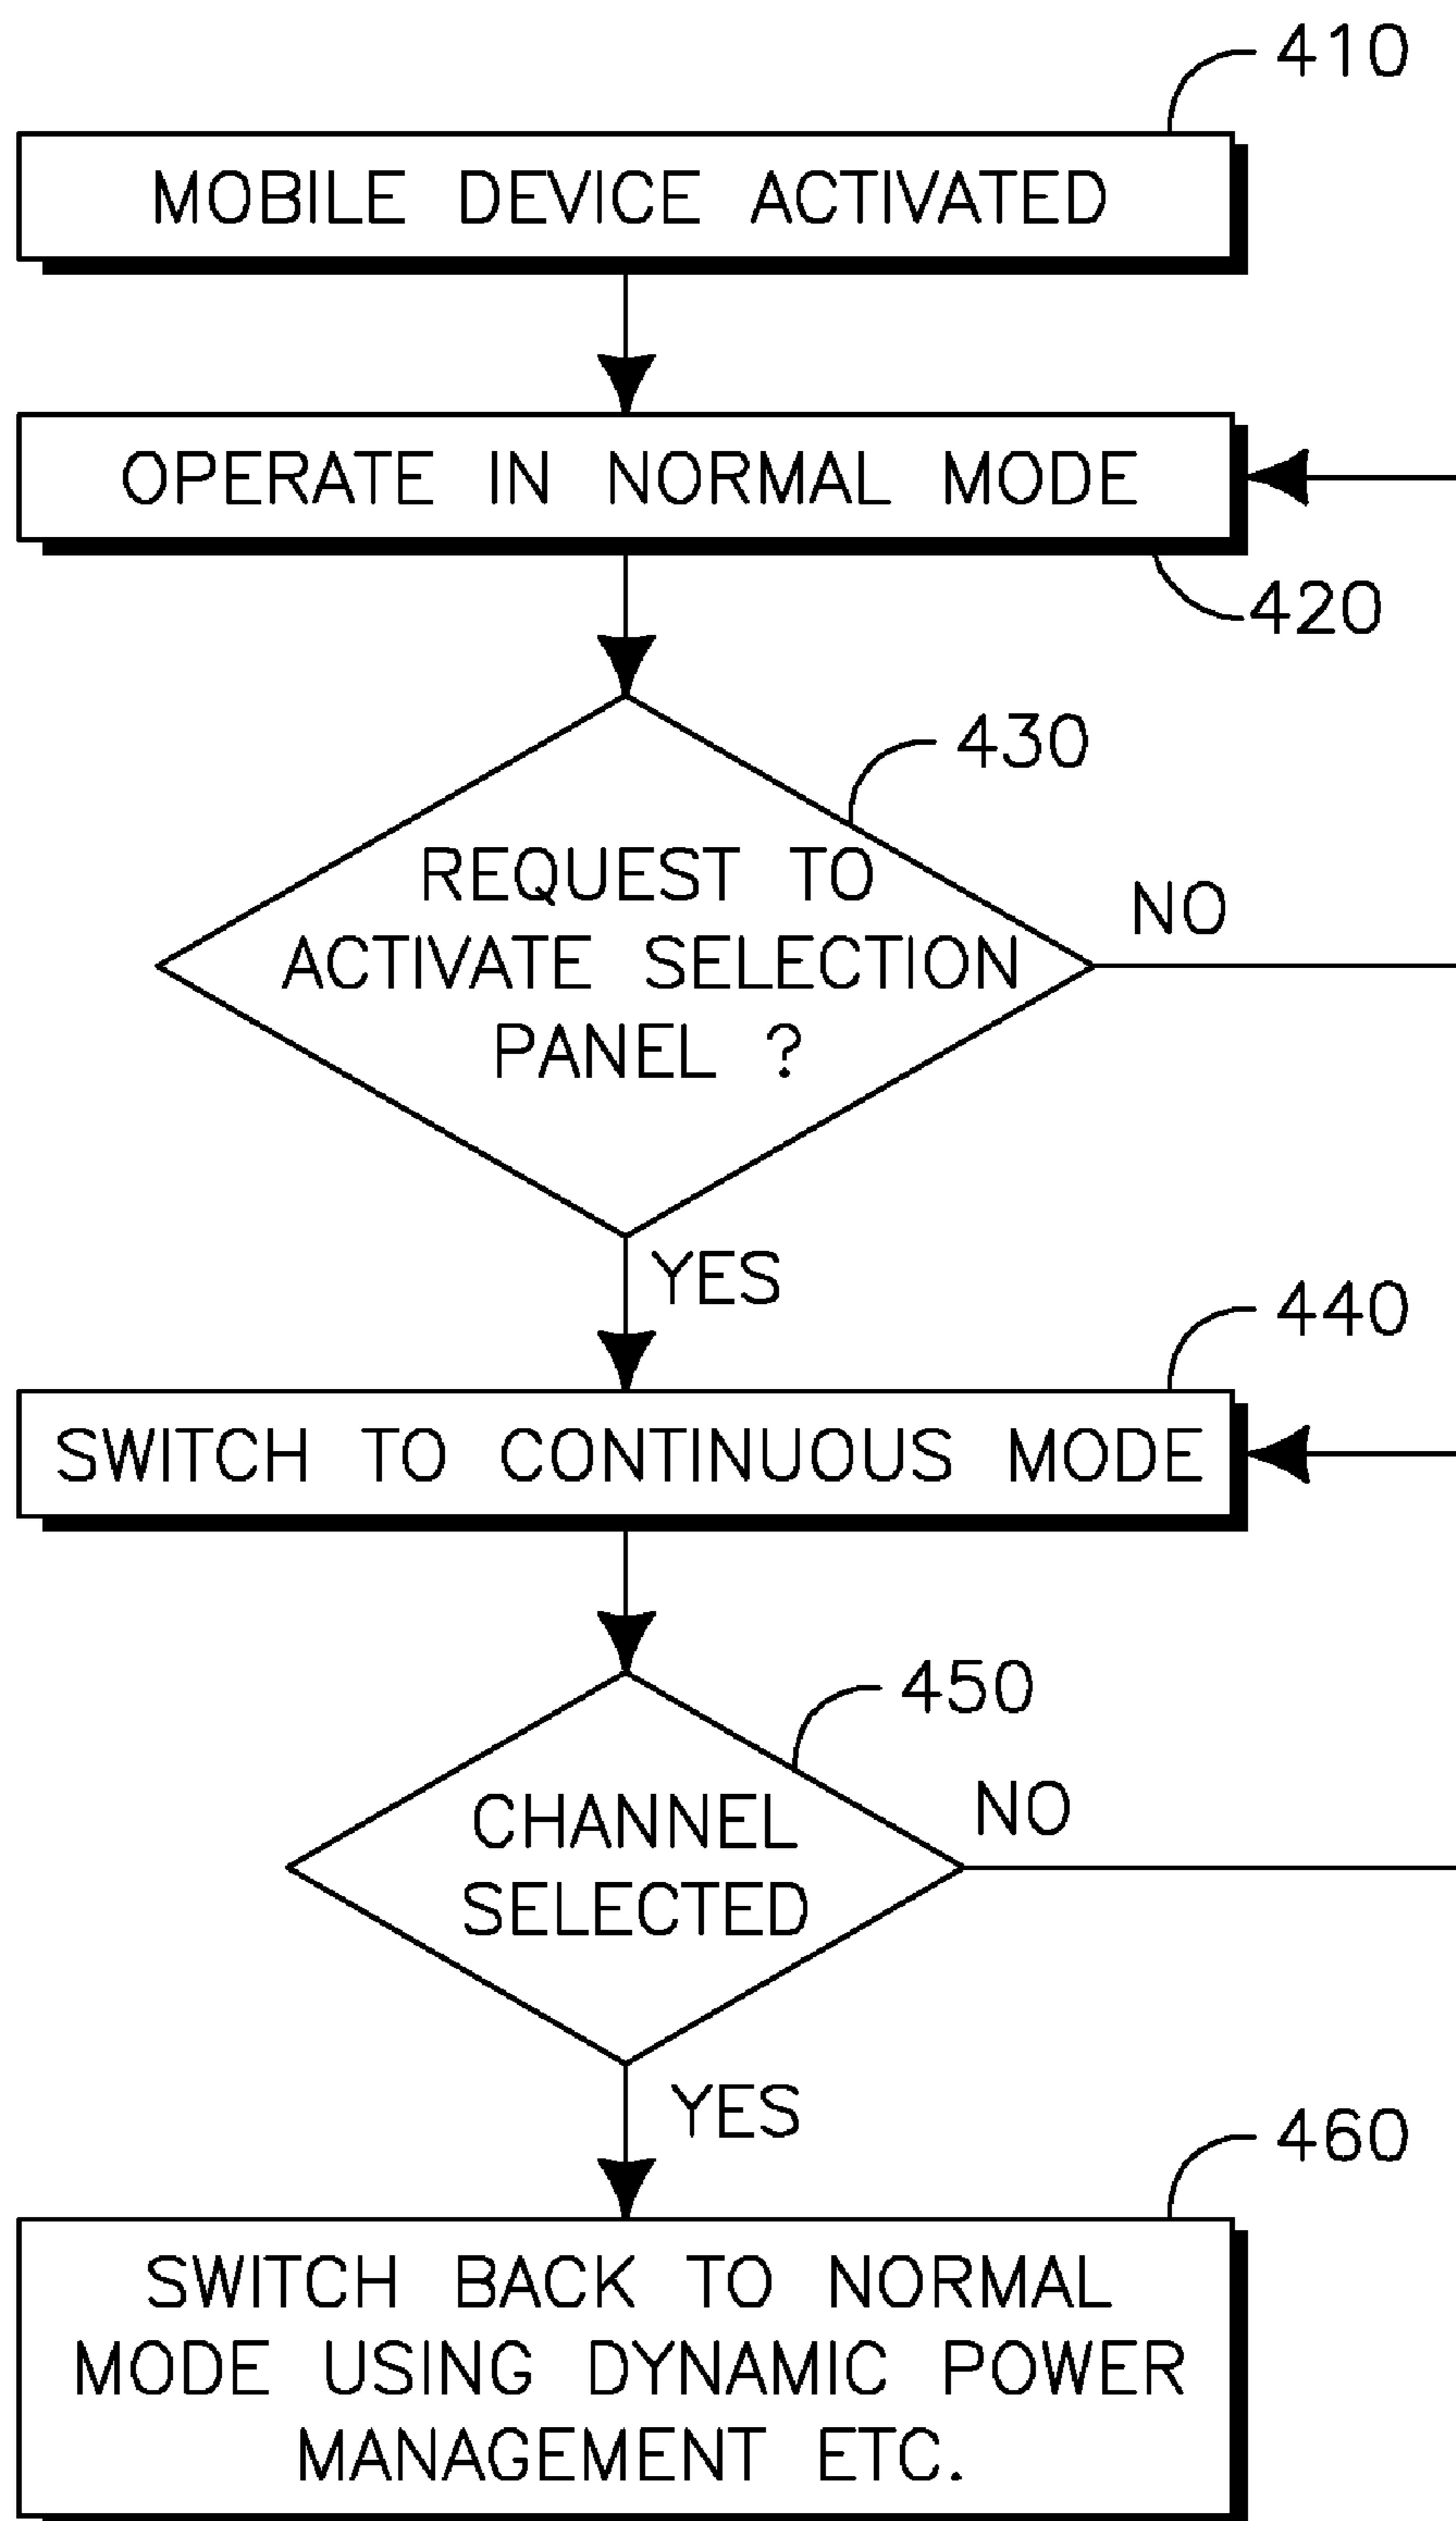 410
MOBILE DEVICE ACTIVATED
OPERATE IN NORMAL MODE
420
430
REQUEST TO
ACTIVATE SELECTION
PANEL ?
NO
YES
440
SWITCH TO CONTINUOUS MODE
450
CHANNEL
SELECTED
NO
YES
460
SWITCH BACK TO NORMAL
MODE USING DYNAMIC POWER
MANAGEMENT ETC.